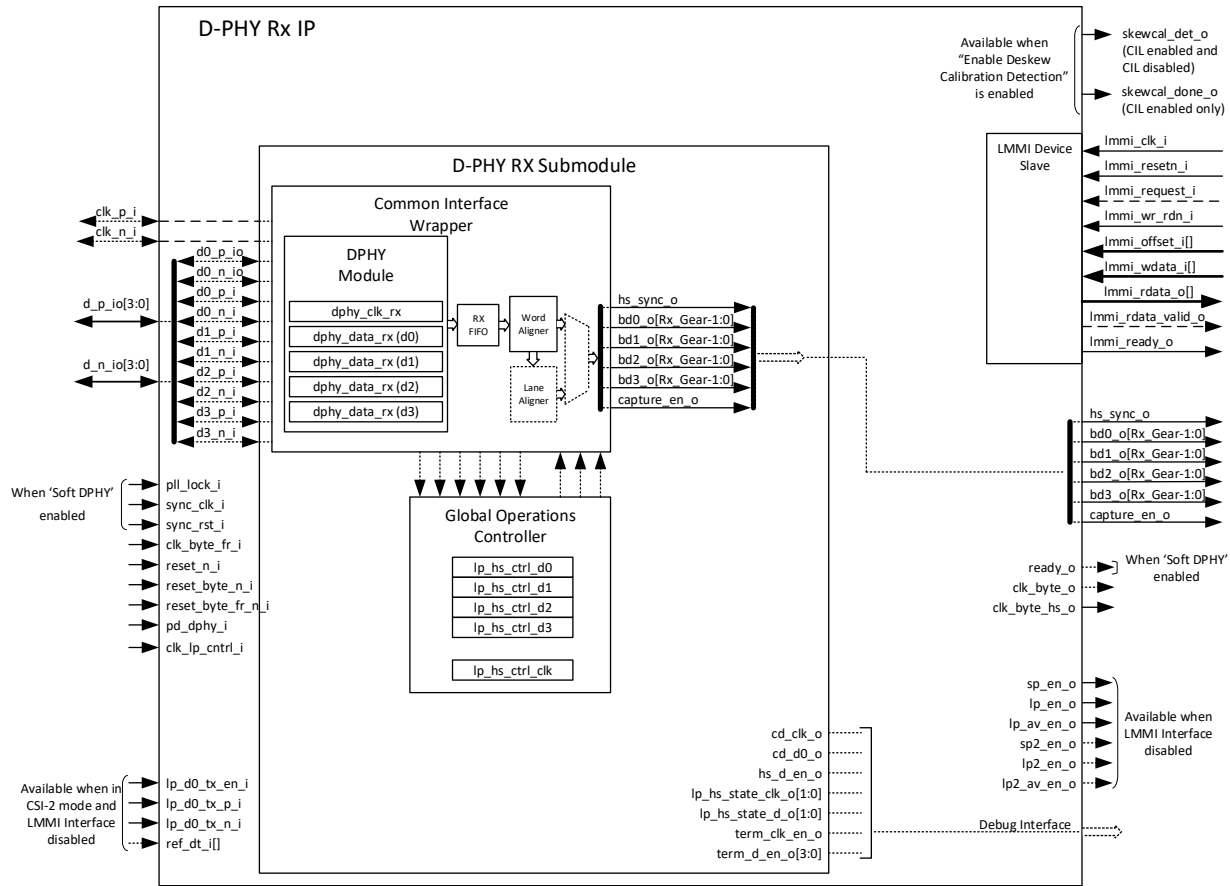 D-PHY Rx IP
Available when
“Enable Deskew
Calibration Detection”
is enabled
skewcal_det_o
(CIL enabled and
CIL disabled)
skewcal_done_o
(CIL enabled only)
LMMI Device
Slave
lmmi_clk_i
lmmi_resetn_i
lmmi_request_i
lmmi_wr_rdn_i
lmmi_offset_i[]
lmmi_wdata_i[]
lmmi_rdata_o[]
lmmi_rdata_valid_o
lmmi_ready_o
D-PHY RX Submodule
Common Interface
Wrapper
DPHY
Module
dphy_clk_rx
dphy_data_rx (d0)
dphy_data_rx (d1)
dphy_data_rx (d2)
dphy_data_rx (d3)
RX
FIFO
Word
Aligner
Lane
Aligner
hs_sync_o
bd0_o[Rx_Gear-1:0]
bd1_o[Rx_Gear-1:0]
bd2_o[Rx_Gear-1:0]
bd3_o[Rx_Gear-1:0]
capture_en_o
clk_p_i
clk_n_i
d_p_io[3:0]
d_n_io[3:0]
d0_p_io
d0_n_io
d0_p_i
d0_n_i
d1_p_i
d1_n_i
d2_p_i
d2_n_i
d3_p_i
d3_n_i
hs_sync_o
bd0_o[Rx_Gear-1:0]
bd1_o[Rx_Gear-1:0]
bd2_o[Rx_Gear-1:0]
bd3_o[Rx_Gear-1:0]
capture_en_o
When ‘Soft DPHY’
enabled
pll_lock_i
sync_clk_i
sync_rst_i
clk_byte_fr_i
reset_n_i
reset_byte_n_i
reset_byte_fr_n_i
pd_dphy_i
clk_lp_cntrl_i
Global Operations
Controller
lp_hs_ctrl_d0
lp_hs_ctrl_d1
lp_hs_ctrl_d2
lp_hs_ctrl_d3
lp_hs_ctrl_clk
ready_o
clk_byte_o
clk_byte_hs_o
When ‘Soft DPHY’
enabled
sp_en_o
lp_en_o
lp_av_en_o
sp2_en_o
lp2_en_o
lp2_av_en_o
Available when
LMMI Interface
disabled
Available when in
CSI-2 mode and
LMMI Interface
disabled
lp_d0_tx_en_i
lp_d0_tx_p_i
lp_d0_tx_n_i
ref_dt_i[]
cd_clk_o
cd_d0_o
hs_d_en_o
lp_hs_state_clk_o[1:0]
lp_hs_state_d_o[1:0]
term_clk_en_o
term_d_en_o[3:0]
Debug Interface